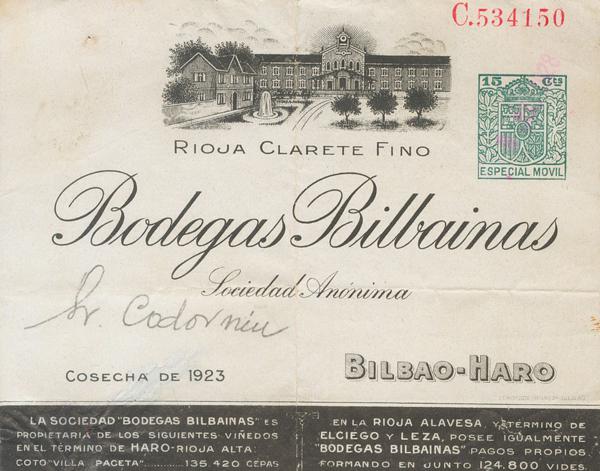 C.534150
15 Cts
ESPECIAL MOVIL
RIOJA CLARETE FINO
Bodegas Bilbainas
Sociedad Anónima
Sr. Codorníu
BILBAO-HARO
COSECHA DE 1923
LA SOCIEDAD "BODEGAS BILBAINAS" ES
PROPIETARIA DE LOS SIGUIENTES VIÑEDOS
EN EL TÉRMINO DE HARO-RIOJA ALTA:
COTO "VILLA PACETA"........135.420 CEPAS
EN LA RIOJA ALAVESA, Y TÉRMINO DE
ELCIEGO Y LEZA, POSEE IGUALMENTE
"BODEGAS BILBAINAS" PAGOS PROPIOS
FORMANDO EN JUNTO 124.800 VIDES.